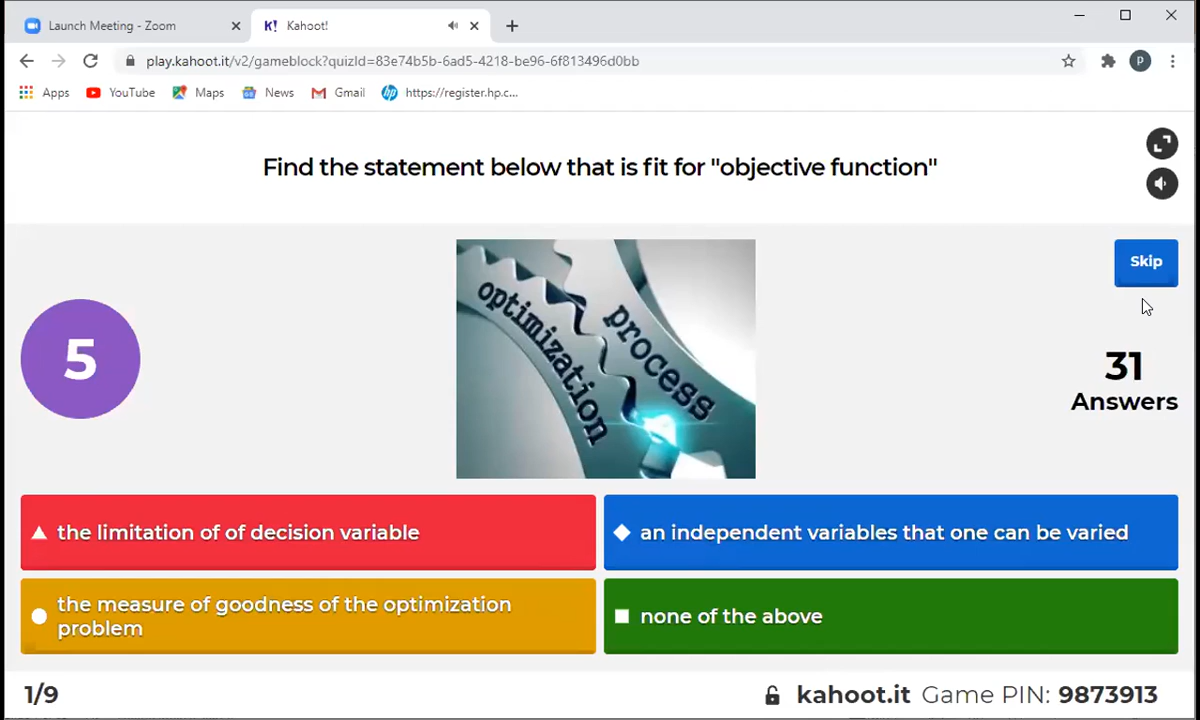 Launch Meeting - Zoom
K! Kahoot!
play.kahoot.it/v2/gameblock?quizId=83e74b5b-6ad5-4218-be96-6f813496d0bb
P
Apps YouTube Maps News Gmail https://register.hp.c...
Find the statement below that is fit for "objective function"
Skip
optimization
process
5
31
Answers
the limitation of of decision variable
an independent variables that one can be varied
the measure of goodness of the optimization
problem
none of the above
1/9
kahoot.it Game PIN: 9873913